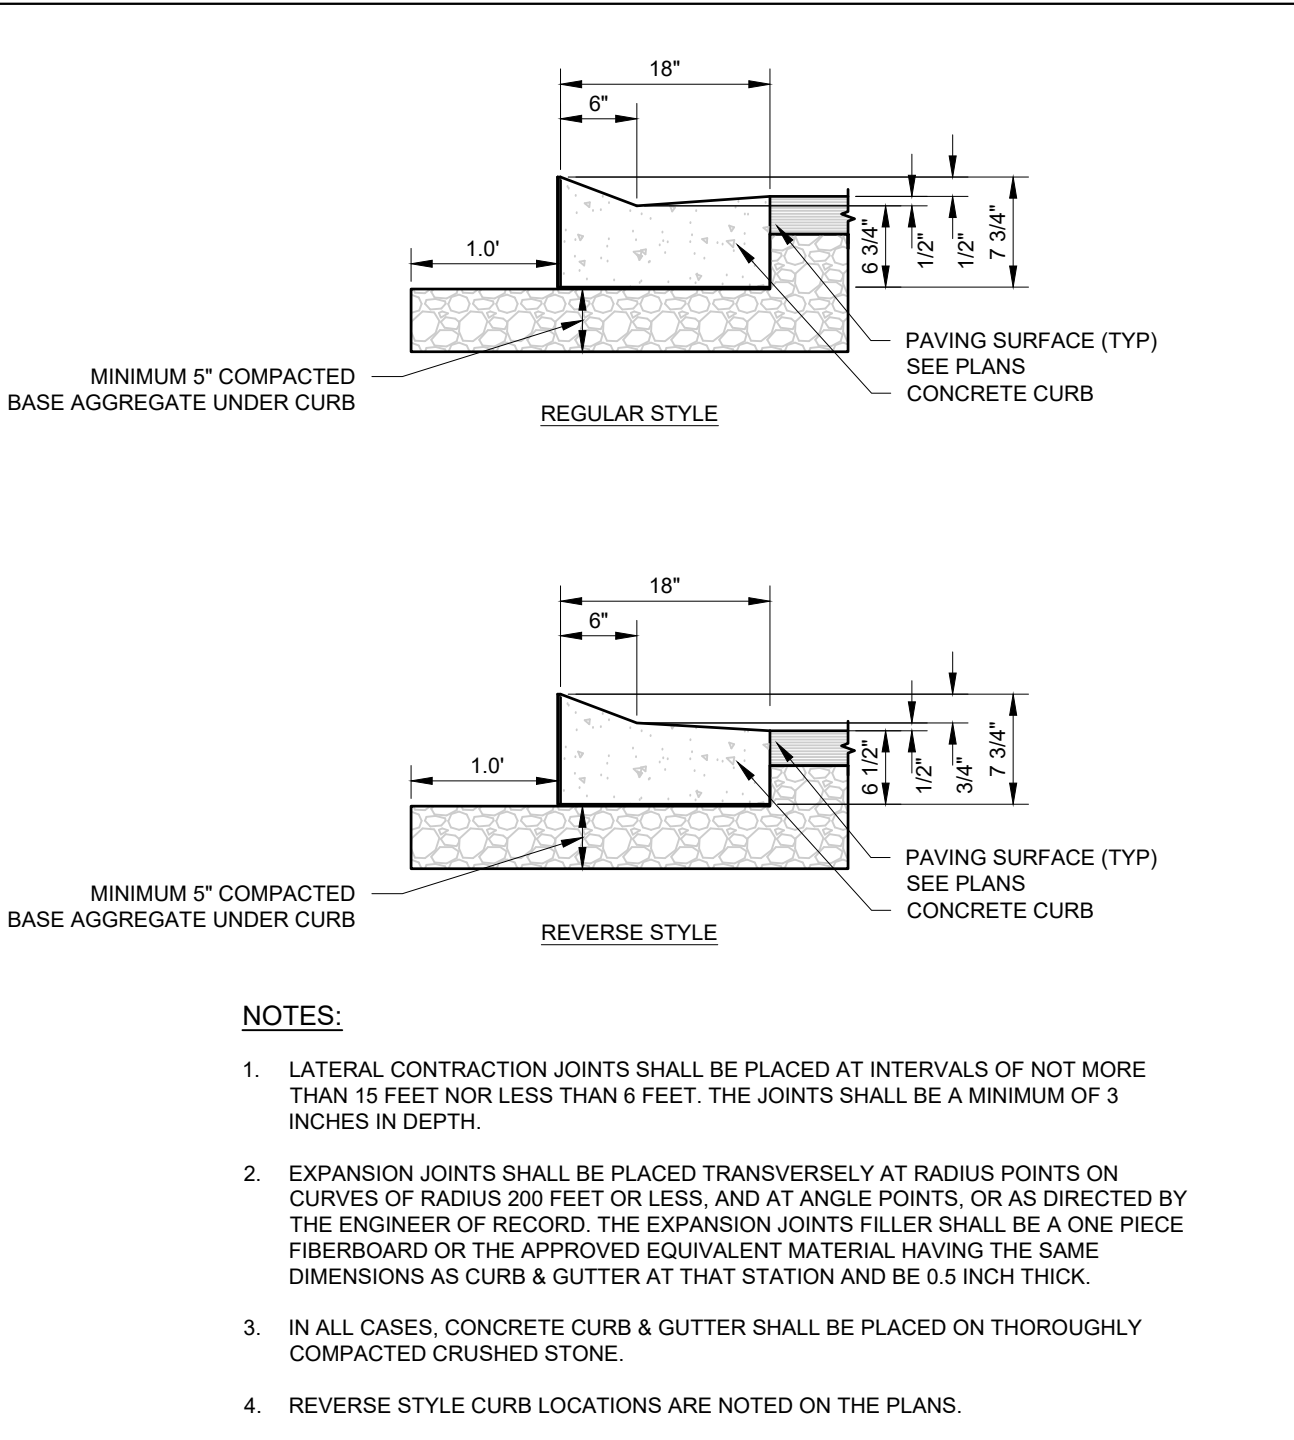 18"
6"
1.0'
6 3/4"
1/2"
1/2"
7 3/4"
PAVING SURFACE (TYP)
SEE PLANS
CONCRETE CURB
MINIMUM 5" COMPACTED
BASE AGGREGATE UNDER CURB
REGULAR STYLE
18"
6"
1.0'
6 1/2"
1/2"
3/4"
7 3/4"
PAVING SURFACE (TYP)
SEE PLANS
CONCRETE CURB
MINIMUM 5" COMPACTED
BASE AGGREGATE UNDER CURB
REVERSE STYLE
NOTES:
1. LATERAL CONTRACTION JOINTS SHALL BE PLACED AT INTERVALS OF NOT MORE
THAN 15 FEET NOR LESS THAN 6 FEET. THE JOINTS SHALL BE A MINIMUM OF 3
INCHES IN DEPTH.
2. EXPANSION JOINTS SHALL BE PLACED TRANSVERSELY AT RADIUS POINTS ON
CURVES OF RADIUS 200 FEET OR LESS, AND AT ANGLE POINTS, OR AS DIRECTED BY
THE ENGINEER OF RECORD. THE EXPANSION JOINTS FILLER SHALL BE A ONE PIECE
FIBERBOARD OR THE APPROVED EQUIVALENT MATERIAL HAVING THE SAME
DIMENSIONS AS CURB & GUTTER AT THAT STATION AND BE 0.5 INCH THICK.
3. IN ALL CASES, CONCRETE CURB & GUTTER SHALL BE PLACED ON THOROUGHLY
COMPACTED CRUSHED STONE.
4. REVERSE STYLE CURB LOCATIONS ARE NOTED ON THE PLANS.